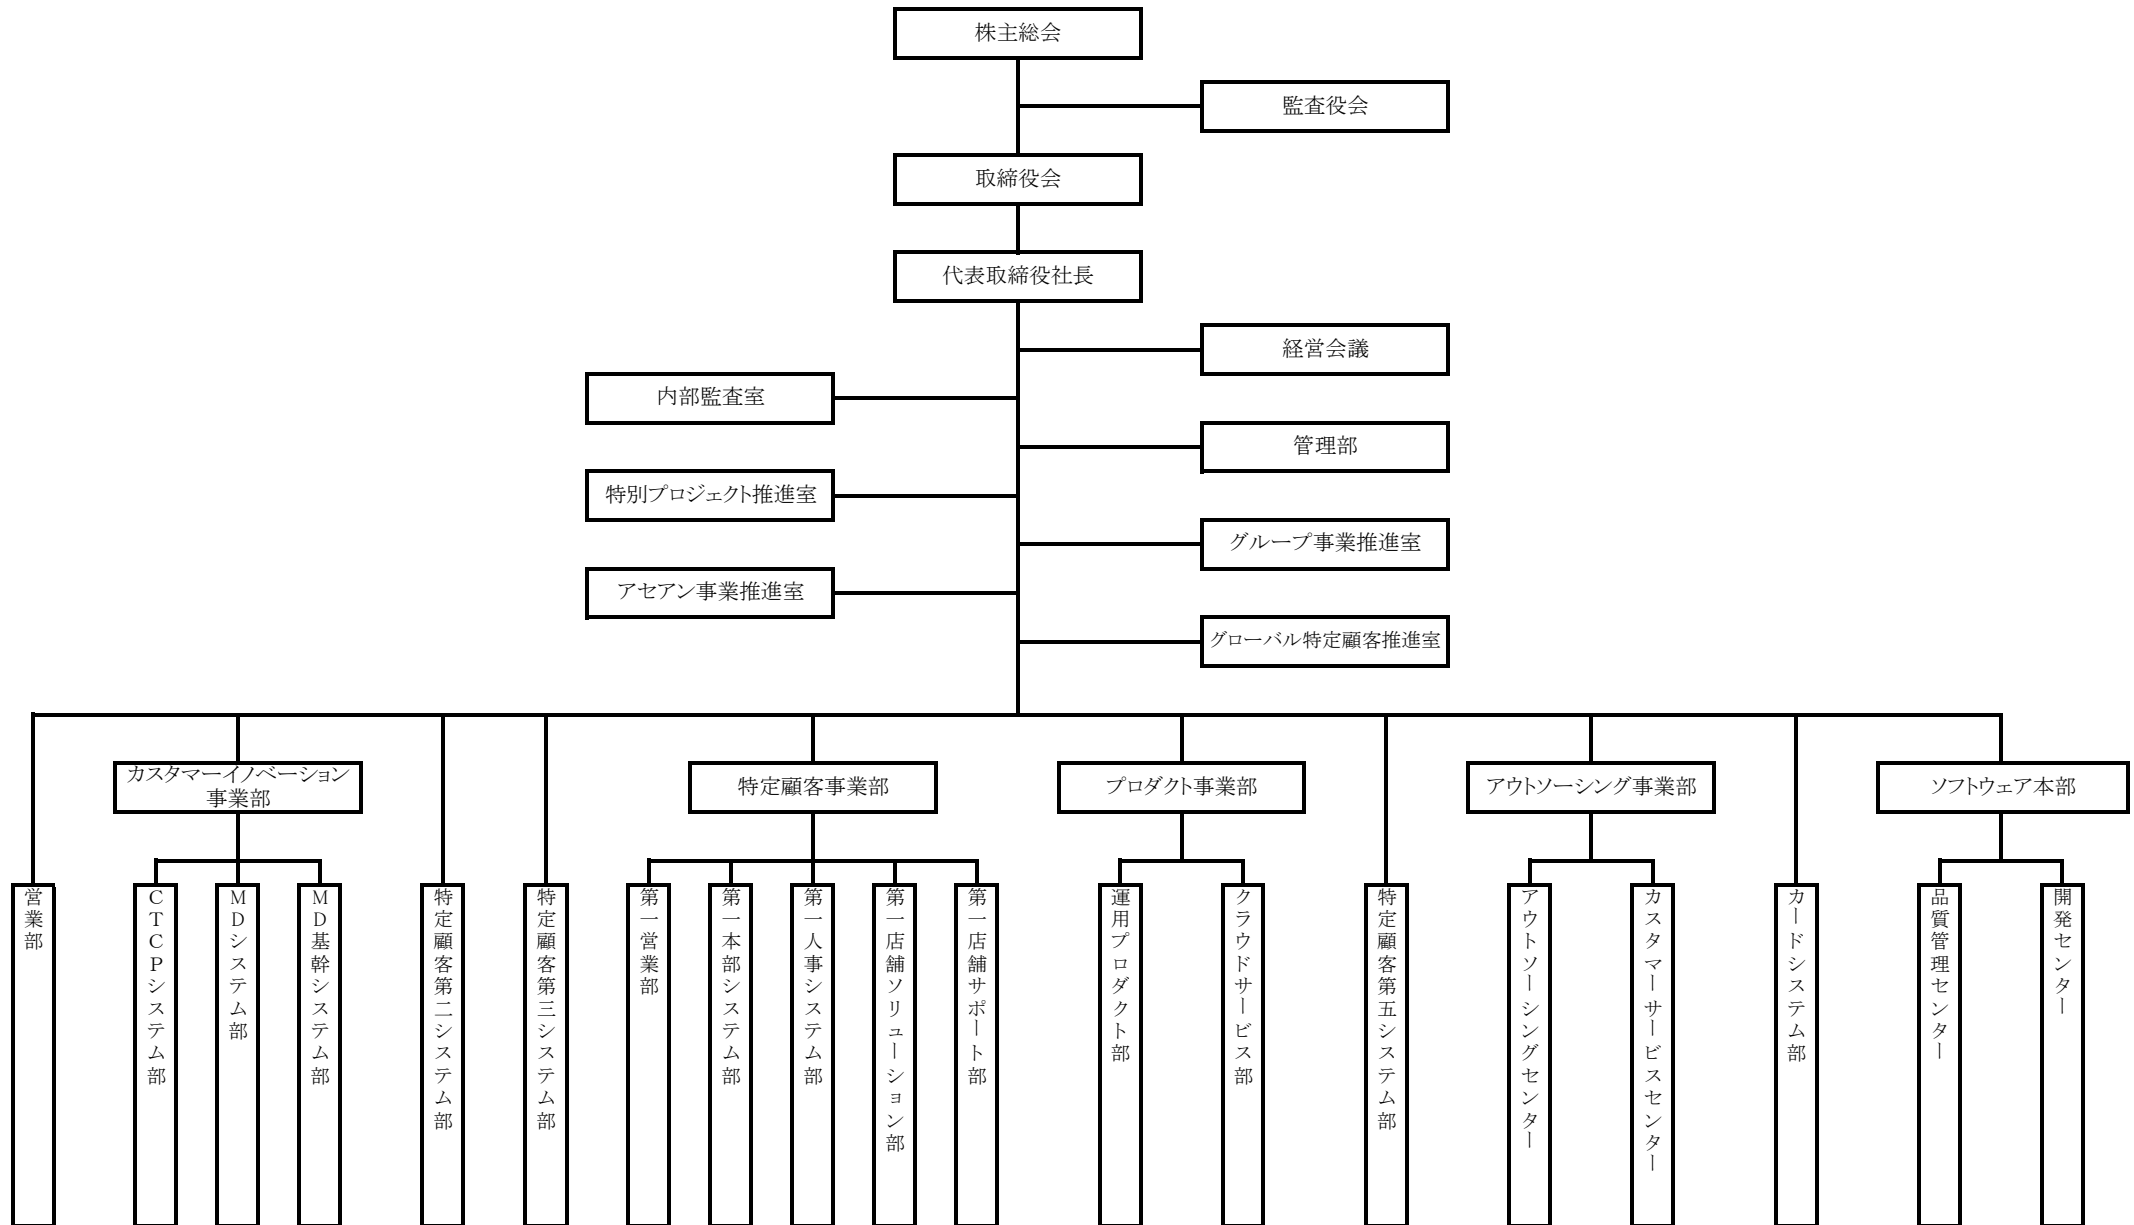 株主総会
監査役会
取締役会
代表取締役社長
経営会議
内部監査室
管理部
特別プロジェクト推進室
グループ事業推進室
アセアン事業推進室
グローバル特定顧客推進室
カスタマーイノベーション
事業部
特定顧客事業部
プロダクト事業部
アウトソーシング事業部
ソフトウェア本部
営業部
CTCPシステム部
MDシステム部
MD基幹システム部
特定顧客第二システム部
特定顧客第三システム部
第一営業部
第一本部システム部
第一人事システム部
第一店舗ソリューション部
第一店舗サポート部
運用プロダクト部
クラウドサービス部
特定顧客第五システム部
アウトソーシングセンター
カスタマーサービスセンター
カードシステム部
品質管理センター
開発センター